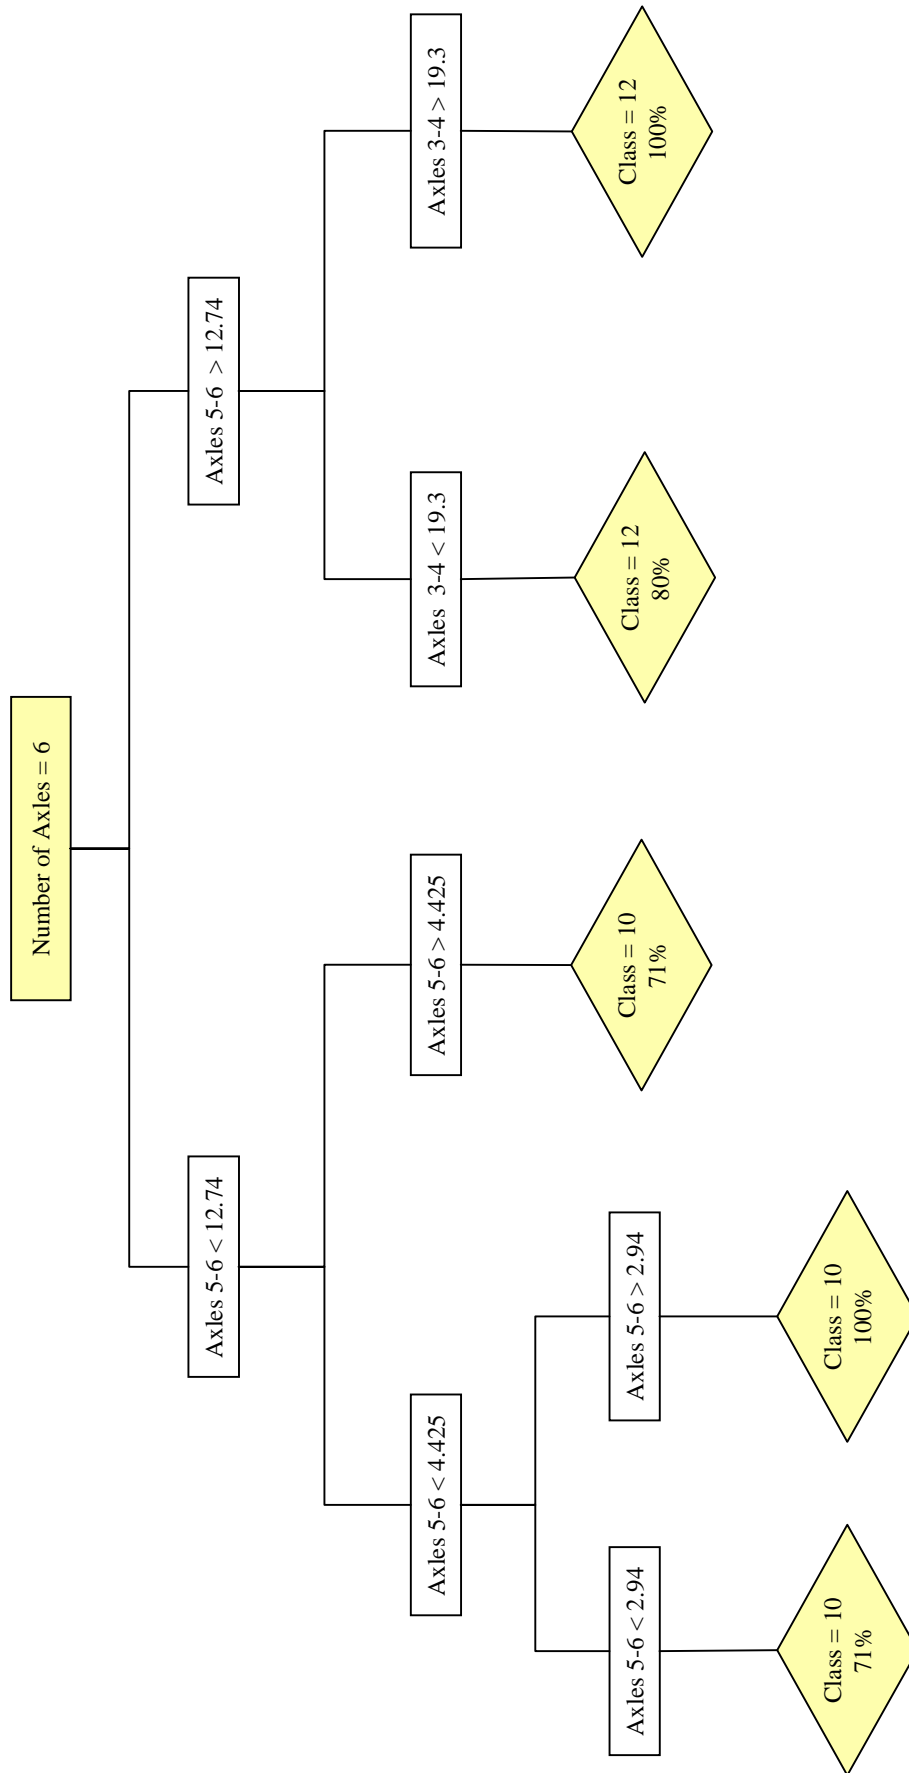 Number of Axles = 6
Axles 5-6 < 12.74
Axles 5-6  > 12.74
Axles 5-6 < 4.425
Axles 5-6 > 4.425
Axles  3-4 < 19.3
Axles 3-4 > 19.3
Axles 5-6 < 2.94
Axles 5-6 > 2.94
Class = 10
71%
Class = 12
80%
Class = 12
100%
Class = 10
71%
Class = 10
100%